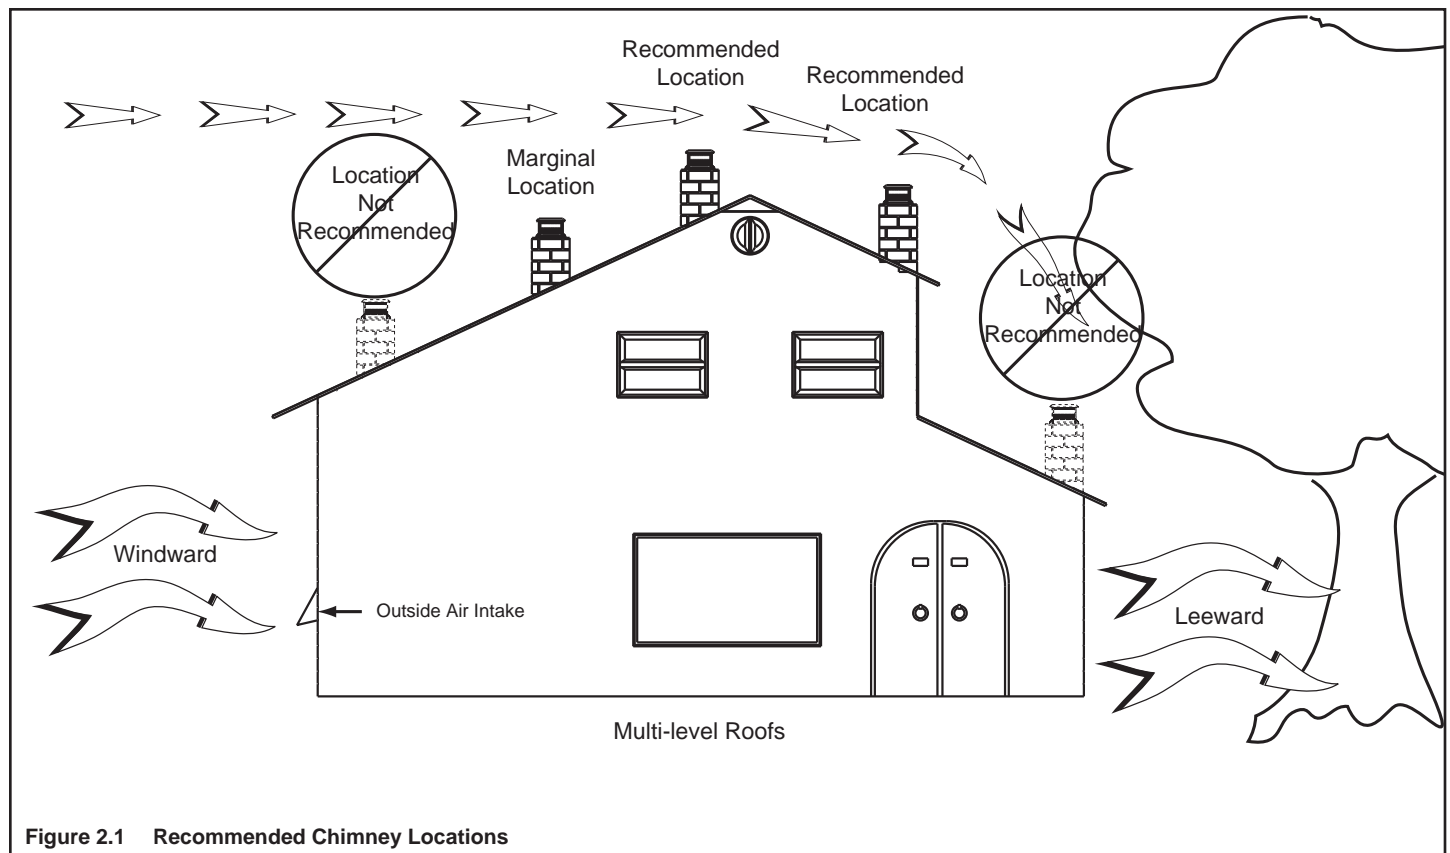 Recommended
Location
Recommended
Location
Marginal
Location
Location
Not
Recommended
Location
Not
Recommended
Windward
Outside Air Intake
Leeward
Multi-level Roofs
Figure 2.1 Recommended Chimney Locations